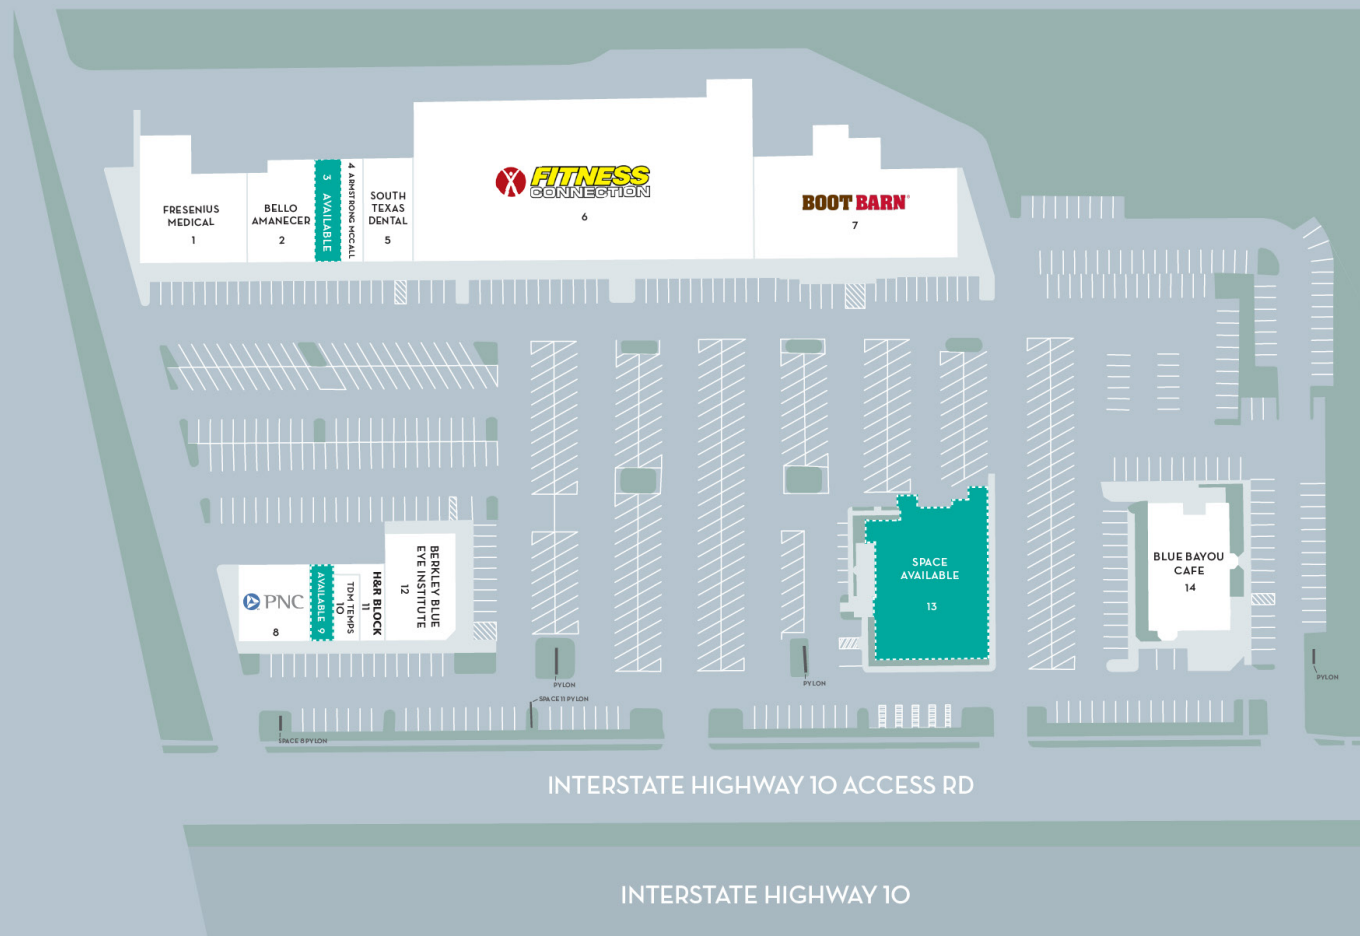 FRESENIUS
MEDICAL
1
BELLO
AMANECER
2
3 AVAILABLE
4 ARMSTRONG MCCALL
SOUTH
TEXAS
DENTAL
5
FITNESS
CONNECTION
6
BOOT BARN®
7
PNC
8
AVAILABLE 9
TDM TEMPS
10
H&R BLOCK
11
BERKLEY BLUE
EYE INSTITUTE
12
SPACE
AVAILABLE
13
BLUE BAYOU
CAFE
14
PYLON
PYLON
PYLON
SPACE 11 PYLON
SPACE 8 PYLON
INTERSTATE HIGHWAY 10 ACCESS RD
INTERSTATE HIGHWAY 10